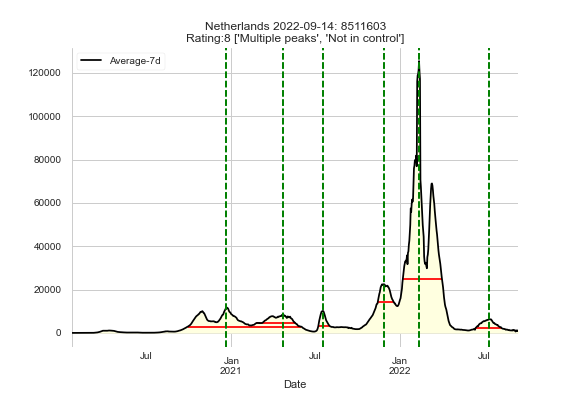 Netherlands 2022-09-14: 8511603
Rating:8 ['Multiple peaks', 'Not in control']
Average-7d
120000
100000
80000
60000
40000
20000
0
Jul
Jan
2021
Jul
Jan
2022
Jul
Date